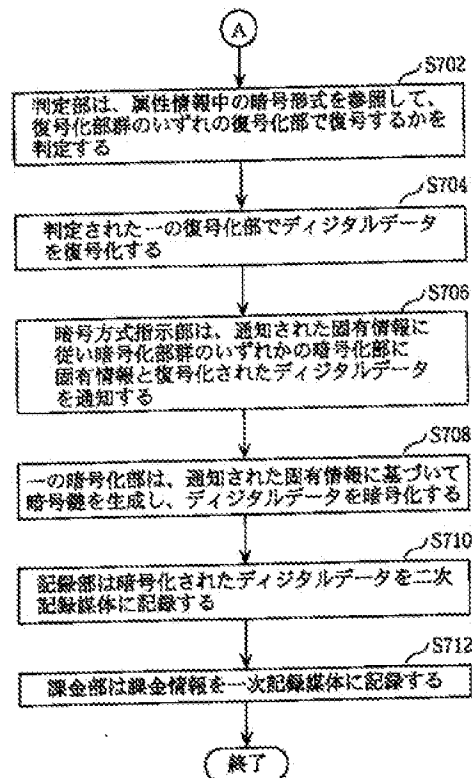 A
S702
判定部は、属性情報中の暗号形式を参照して、
復号化部群のいずれの復号化部で復号するかを
判定する
S704
判定された一の復号化部でディジタルデータ
を復号化する
S706
暗号方式指示部は、通知された固有情報に
従い暗号化部群のいずれかの暗号化部に
固有情報と復号化されたディジタルデータ
を通知する
S708
一の暗号化部は、通知された固有情報に基づいて
暗号鍵を生成し、ディジタルデータを暗号化する
S710
記録部は暗号化されたディジタルデータを二次
記録媒体に記録する
S712
課金部は課金情報を一次記録媒体に記録する
終了